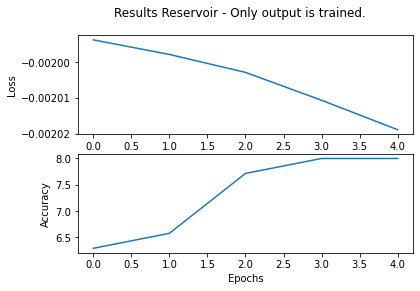 Results Reservoir - Only output is trained.
−0.00200
−0.00201
−0.00202
Loss
0.0 0.5 1.0 1.5 2.0 2.5 3.0 3.5 4.0
8.0
7.5
7.0
6.5
Accuracy
0.0 0.5 1.0 1.5 2.0 2.5 3.0 3.5 4.0
Epochs